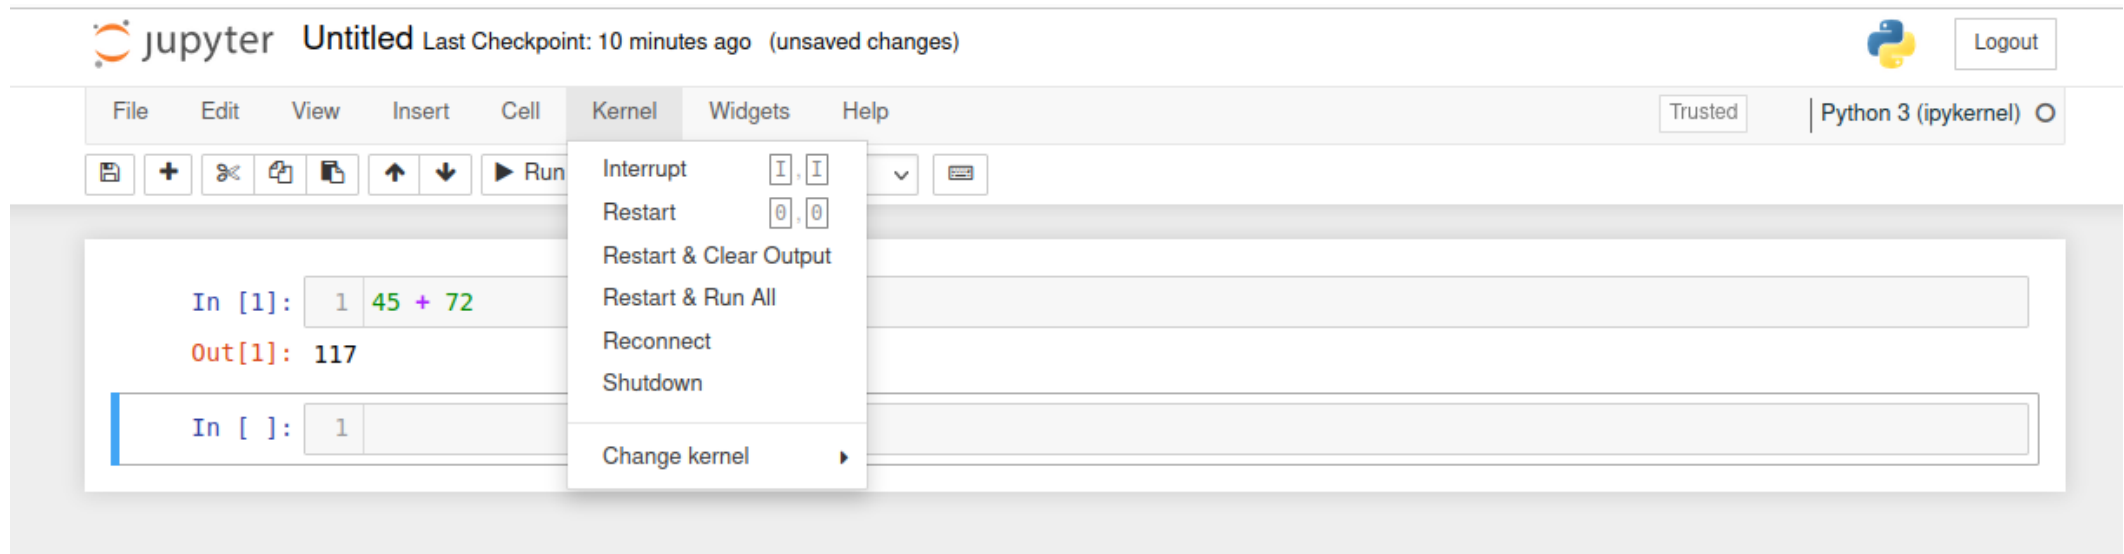 jupyter Untitled Last Checkpoint: 10 minutes ago (unsaved changes) Logout
File Edit View Insert Cell Kernel Widgets Help Trusted Python 3 (ipykernel)
Run
Interrupt I,I
Restart 0,0
Restart & Clear Output
Restart & Run All
Reconnect
Shutdown
Change kernel
In [1]: 1 45 + 72
Out[1]: 117
In [ ]: 1